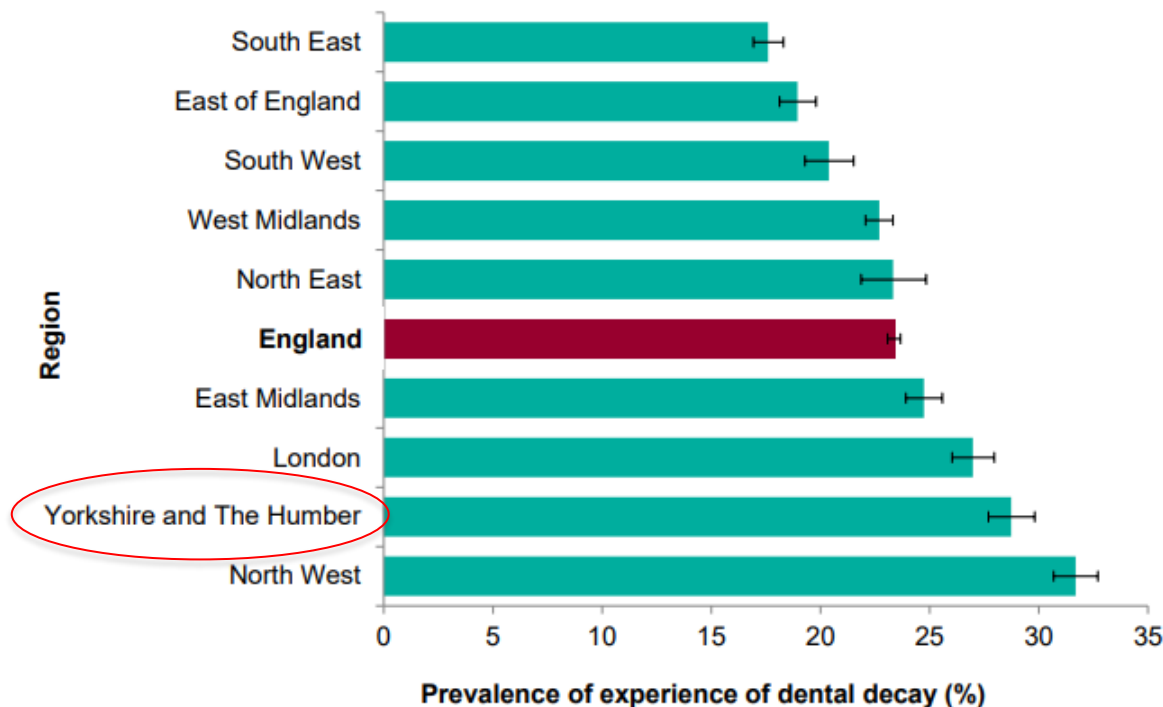 South East
East of England
South West
West Midlands
North East
England
East Midlands
London
Yorkshire and The Humber
North West
Region
0 5 10 15 20 25 30 35
Prevalence of experience of dental decay (%)